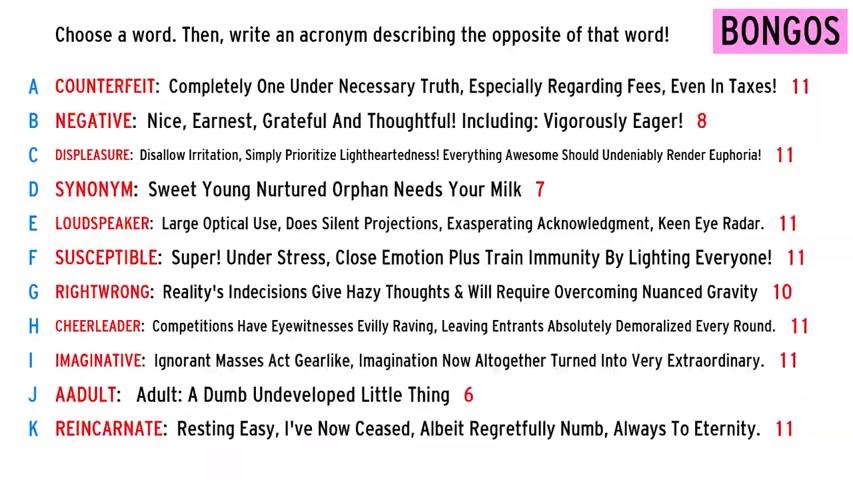 Choose a word. Then, write an acronym describing the opposite of that word!
BONGOS
A COUNTERFEIT: Completely One Under Necessary Truth, Especially Regarding Fees, Even In Taxes! 11
B NEGATIVE: Nice, Earnest, Grateful And Thoughtful! Including: Vigorously Eager! 8
C DISPLEASURE: Disallow Irritation, Simply Prioritize Lightheartedness! Everything Awesome Should Undeniably Render Euphoria! 11
D SYNONYM: Sweet Young Nurtured Orphan Needs Your Milk 7
E LOUDSPEAKER: Large Optical Use, Does Silent Projections, Exasperating Acknowledgment, Keen Eye Radar. 11
F SUSCEPTIBLE: Super! Under Stress, Close Emotion Plus Train Immunity By Lighting Everyone! 11
G RIGHTWRONG: Reality's Indecisions Give Hazy Thoughts & Will Require Overcoming Nuanced Gravity 10
H CHEERLEADER: Competitions Have Eyewitnesses Evilly Raving, Leaving Entrants Absolutely Demoralized Every Round. 11
I IMAGINATIVE: Ignorant Masses Act Gearlike, Imagination Now Altogether Turned Into Very Extraordinary. 11
J AADULT: Adult: A Dumb Undeveloped Little Thing 6
K REINCARNATE: Resting Easy, I've Now Ceased, Albeit Regretfully Numb, Always To Eternity. 11